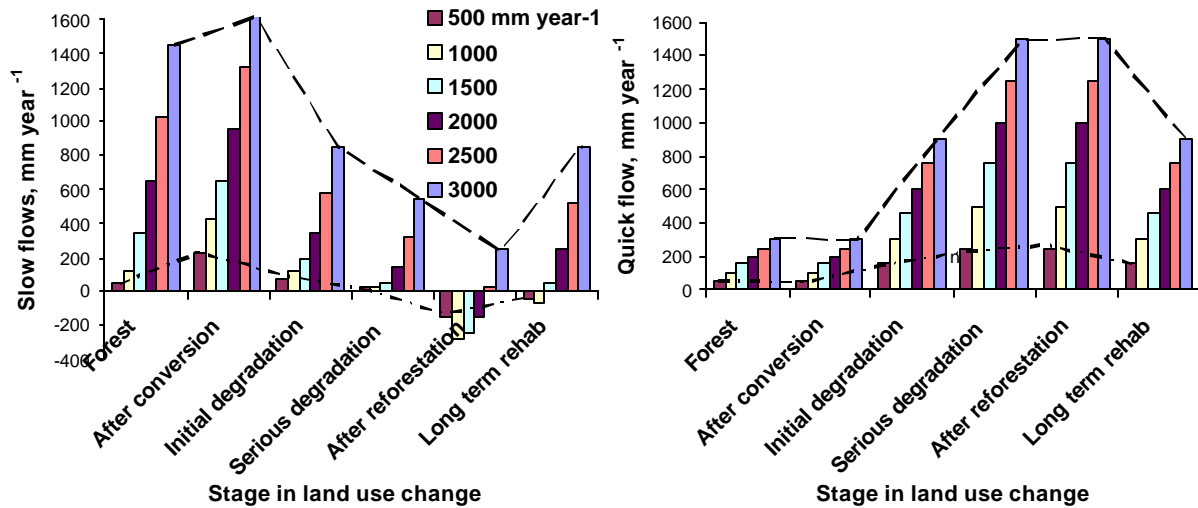 Slow flows, mm year -1
1600
1400
1200
1000
800
600
400
200
0
-200
-400
Forest
After conversion
Initial degradation
Serious degradation
After reforestation
Long term rehab
Stage in land use change
500 mm year-1
1000
1500
2000
2500
3000
Quick flow, mm year -1
1600
1400
1200
1000
800
600
400
200
0
n
Forest
After conversion
Initial degradation
Serious degradation
After reforestation
Long term rehab
Stage in land use change